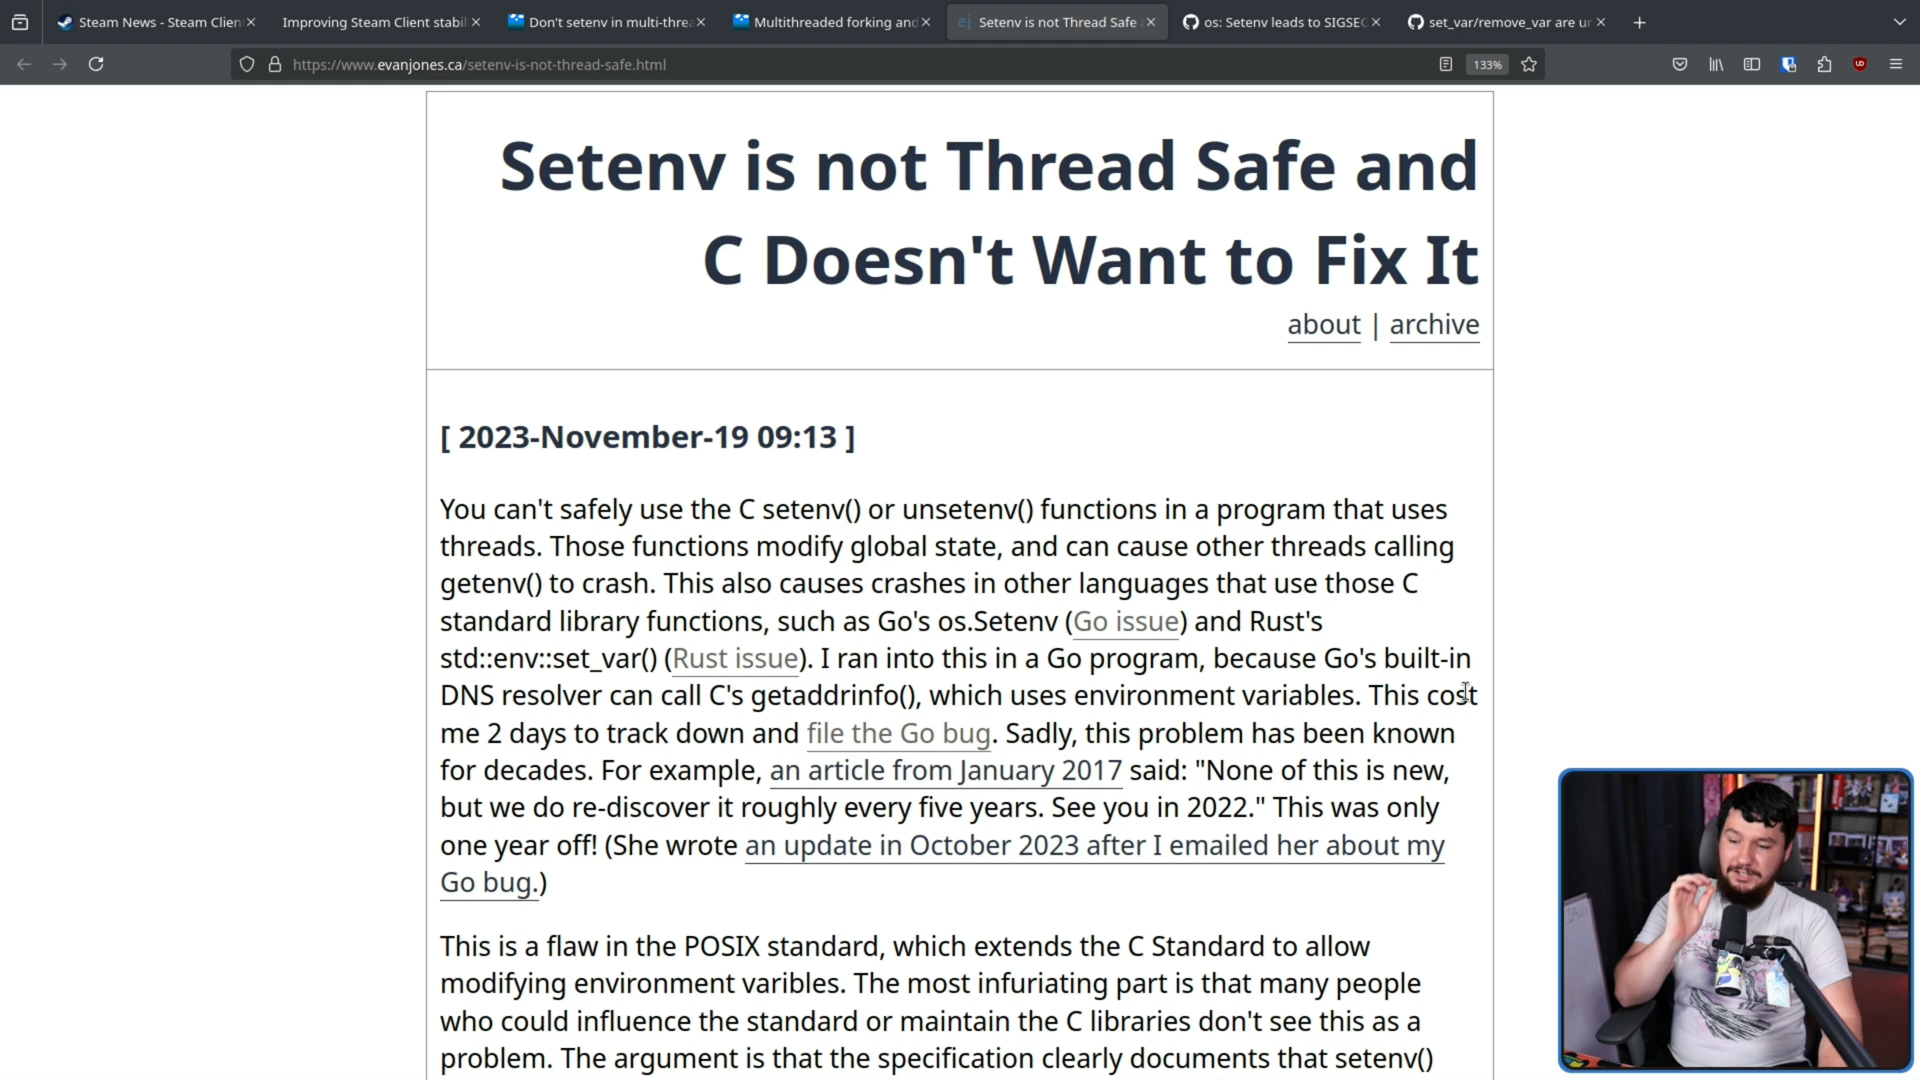 Steam News - Steam Clien
Improving Steam Client stabil
Don't setenv in multi-threa
Multithreaded forking and
Setenv is not Thread Safe
os: Setenv leads to SIGSEG
set_var/remove_var are ur
https://www.evanjones.ca/setenv-is-not-thread-safe.html
133%
Setenv is not Thread Safe and
C Doesn't Want to Fix It
about | archive
[ 2023-November-19 09:13 ]
You can't safely use the C setenv() or unsetenv() functions in a program that uses
threads. Those functions modify global state, and can cause other threads calling
getenv() to crash. This also causes crashes in other languages that use those C
standard library functions, such as Go's os.Setenv (Go issue) and Rust's
std::env::set_var() (Rust issue). I ran into this in a Go program, because Go's built-in
DNS resolver can call C's getaddrinfo(), which uses environment variables. This cost
me 2 days to track down and file the Go bug. Sadly, this problem has been known
for decades. For example, an article from January 2017 said: "None of this is new,
but we do re-discover it roughly every five years. See you in 2022." This was only
one year off! (She wrote an update in October 2023 after I emailed her about my
Go bug.)
This is a flaw in the POSIX standard, which extends the C Standard to allow
modifying environment varibles. The most infuriating part is that many people
who could influence the standard or maintain the C libraries don't see this as a
problem. The argument is that the specification clearly documents that setenv()